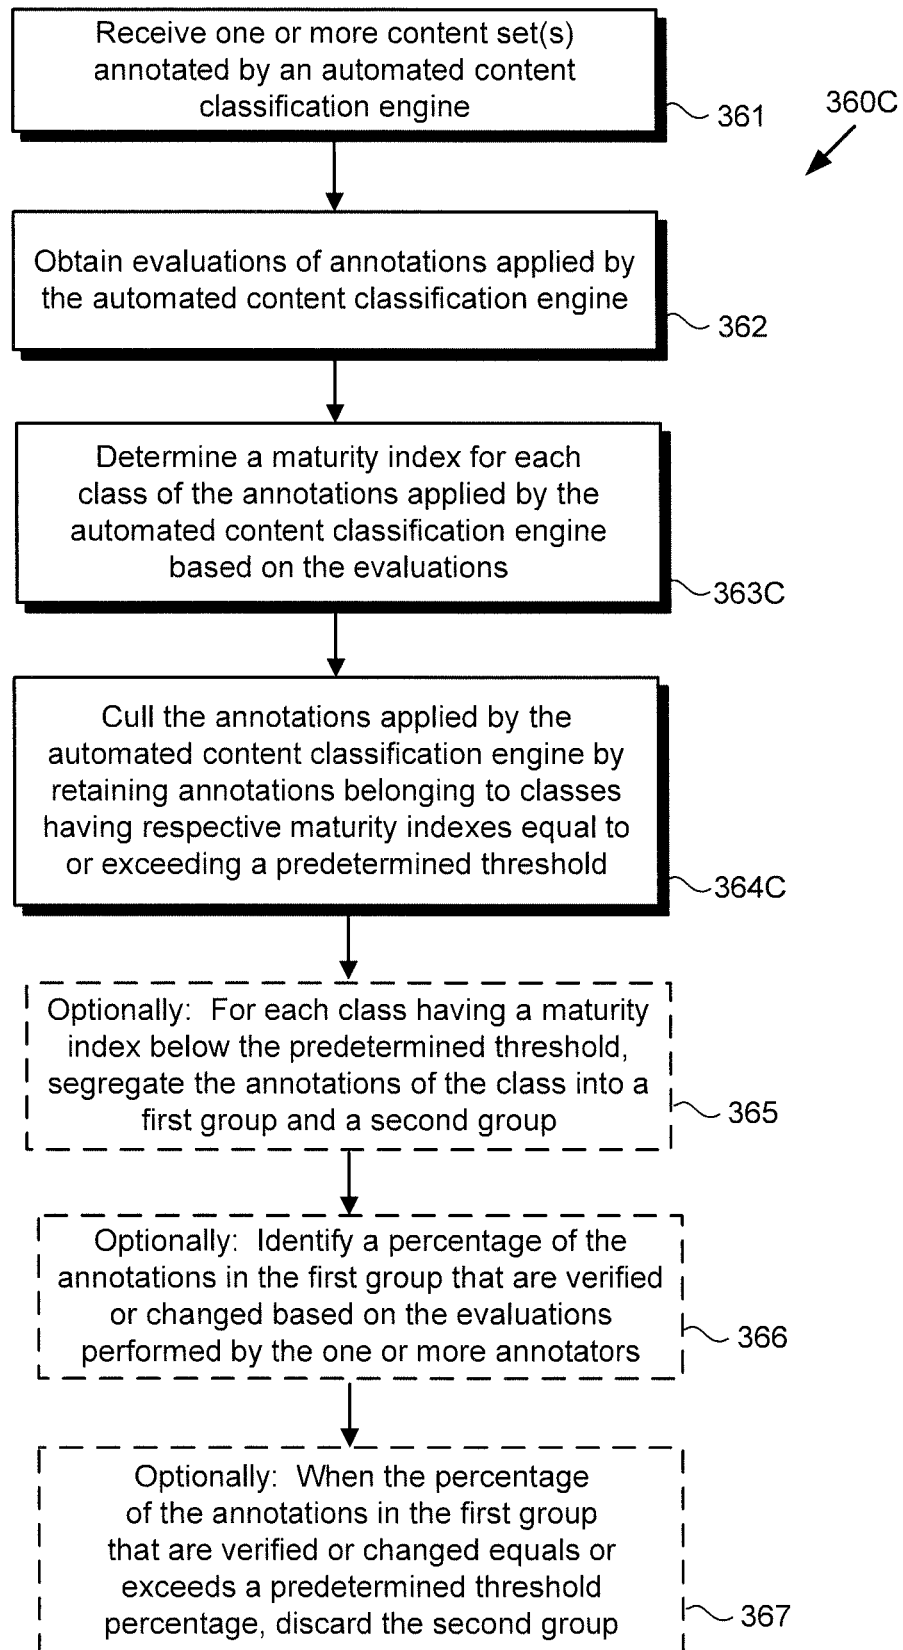 Receive one or more content set(s)
annotated by an automated content
classification engine
361
360C
Obtain evaluations of annotations applied by
the automated content classification engine
362
Determine a maturity index for each
class of the annotations applied by the
automated content classification engine
based on the evaluations
363C
Cull the annotations applied by the
automated content classification engine by
retaining annotations belonging to classes
having respective maturity indexes equal to
or exceeding a predetermined threshold
364C
Optionally: For each class having a maturity
index below the predetermined threshold,
segregate the annotations of the class into a
first group and a second group
365
Optionally: Identify a percentage of the
annotations in the first group that are verified
or changed based on the evaluations
performed by the one or more annotators
366
Optionally: When the percentage
of the annotations in the first group
that are verified or changed equals or
exceeds a predetermined threshold
percentage, discard the second group
367